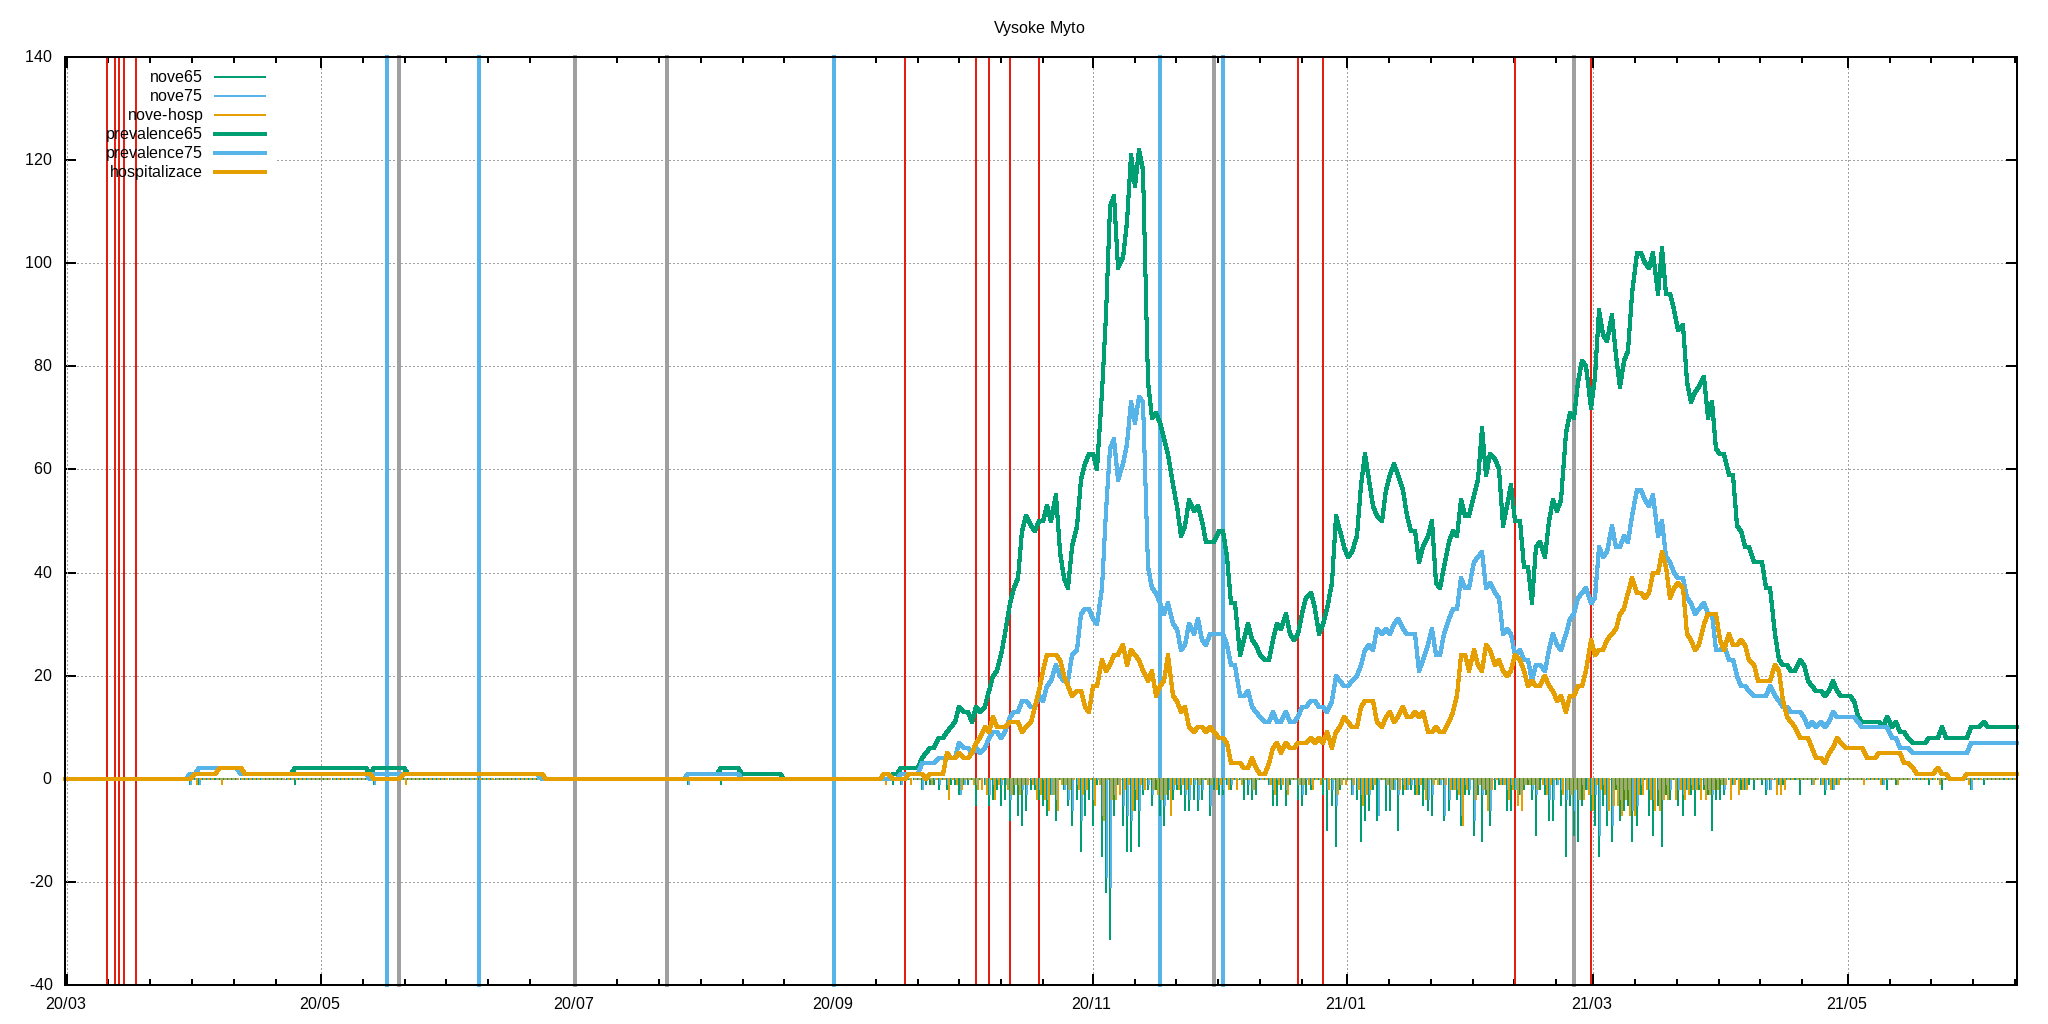 Vysoke Myto
140
120
100
80
60
40
20
0
-20
-40
nove65
nove75
nove-hosp
prevalence65
prevalence75
hospitalizace
20/03 20/05 20/07 20/09 20/11 21/01 21/03 21/05